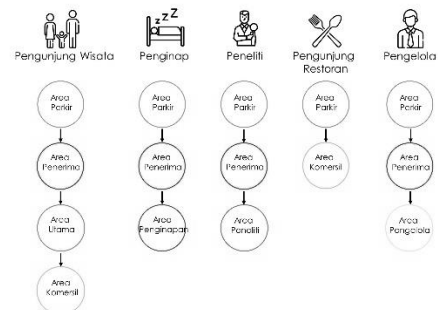 zZZ
Pengunjung Wisata
Penginap
Peneliti
Pengunjung
Restoran
Pengelola
Area
Parkir
Area
Parkir
Area
Parkir
Area
Parkir
Area
Parkir
Area
Penerima
Area
Penerima
Area
Penerima
Area
Komersil
Area
Penerima
Area
Utama
Area
Penginapan
Area
Peneliti
Area
Pengelola
Area
Komersil